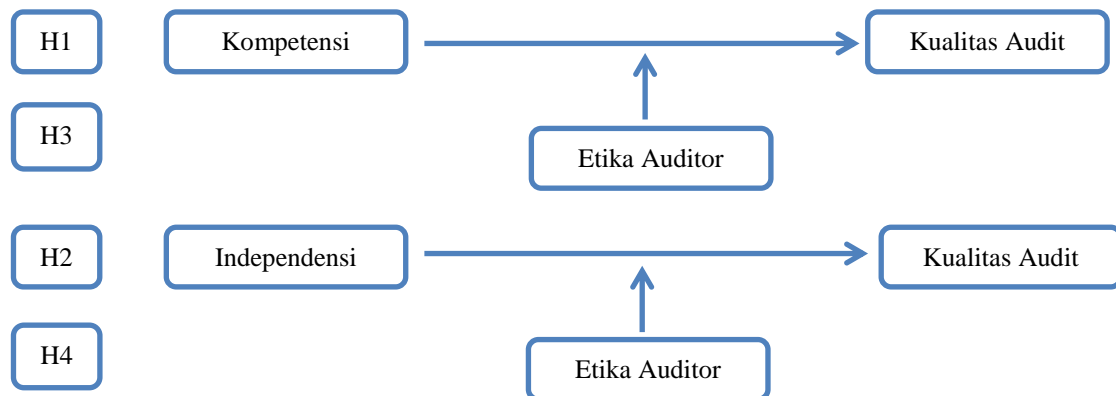 H1 Kompetensi Kualitas Audit
H3 Etika Auditor
H2 Independensi Kualitas Audit
H4 Etika Auditor